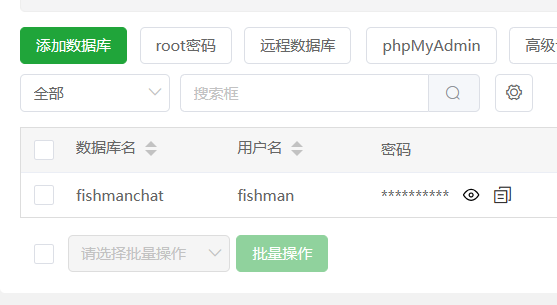 添加数据库 root密码 远程数据库 phpMyAdmin 高级
全部 搜索框
数据库名 用户名 密码
fishmanchat fishman **********
请选择批量操作 批量操作